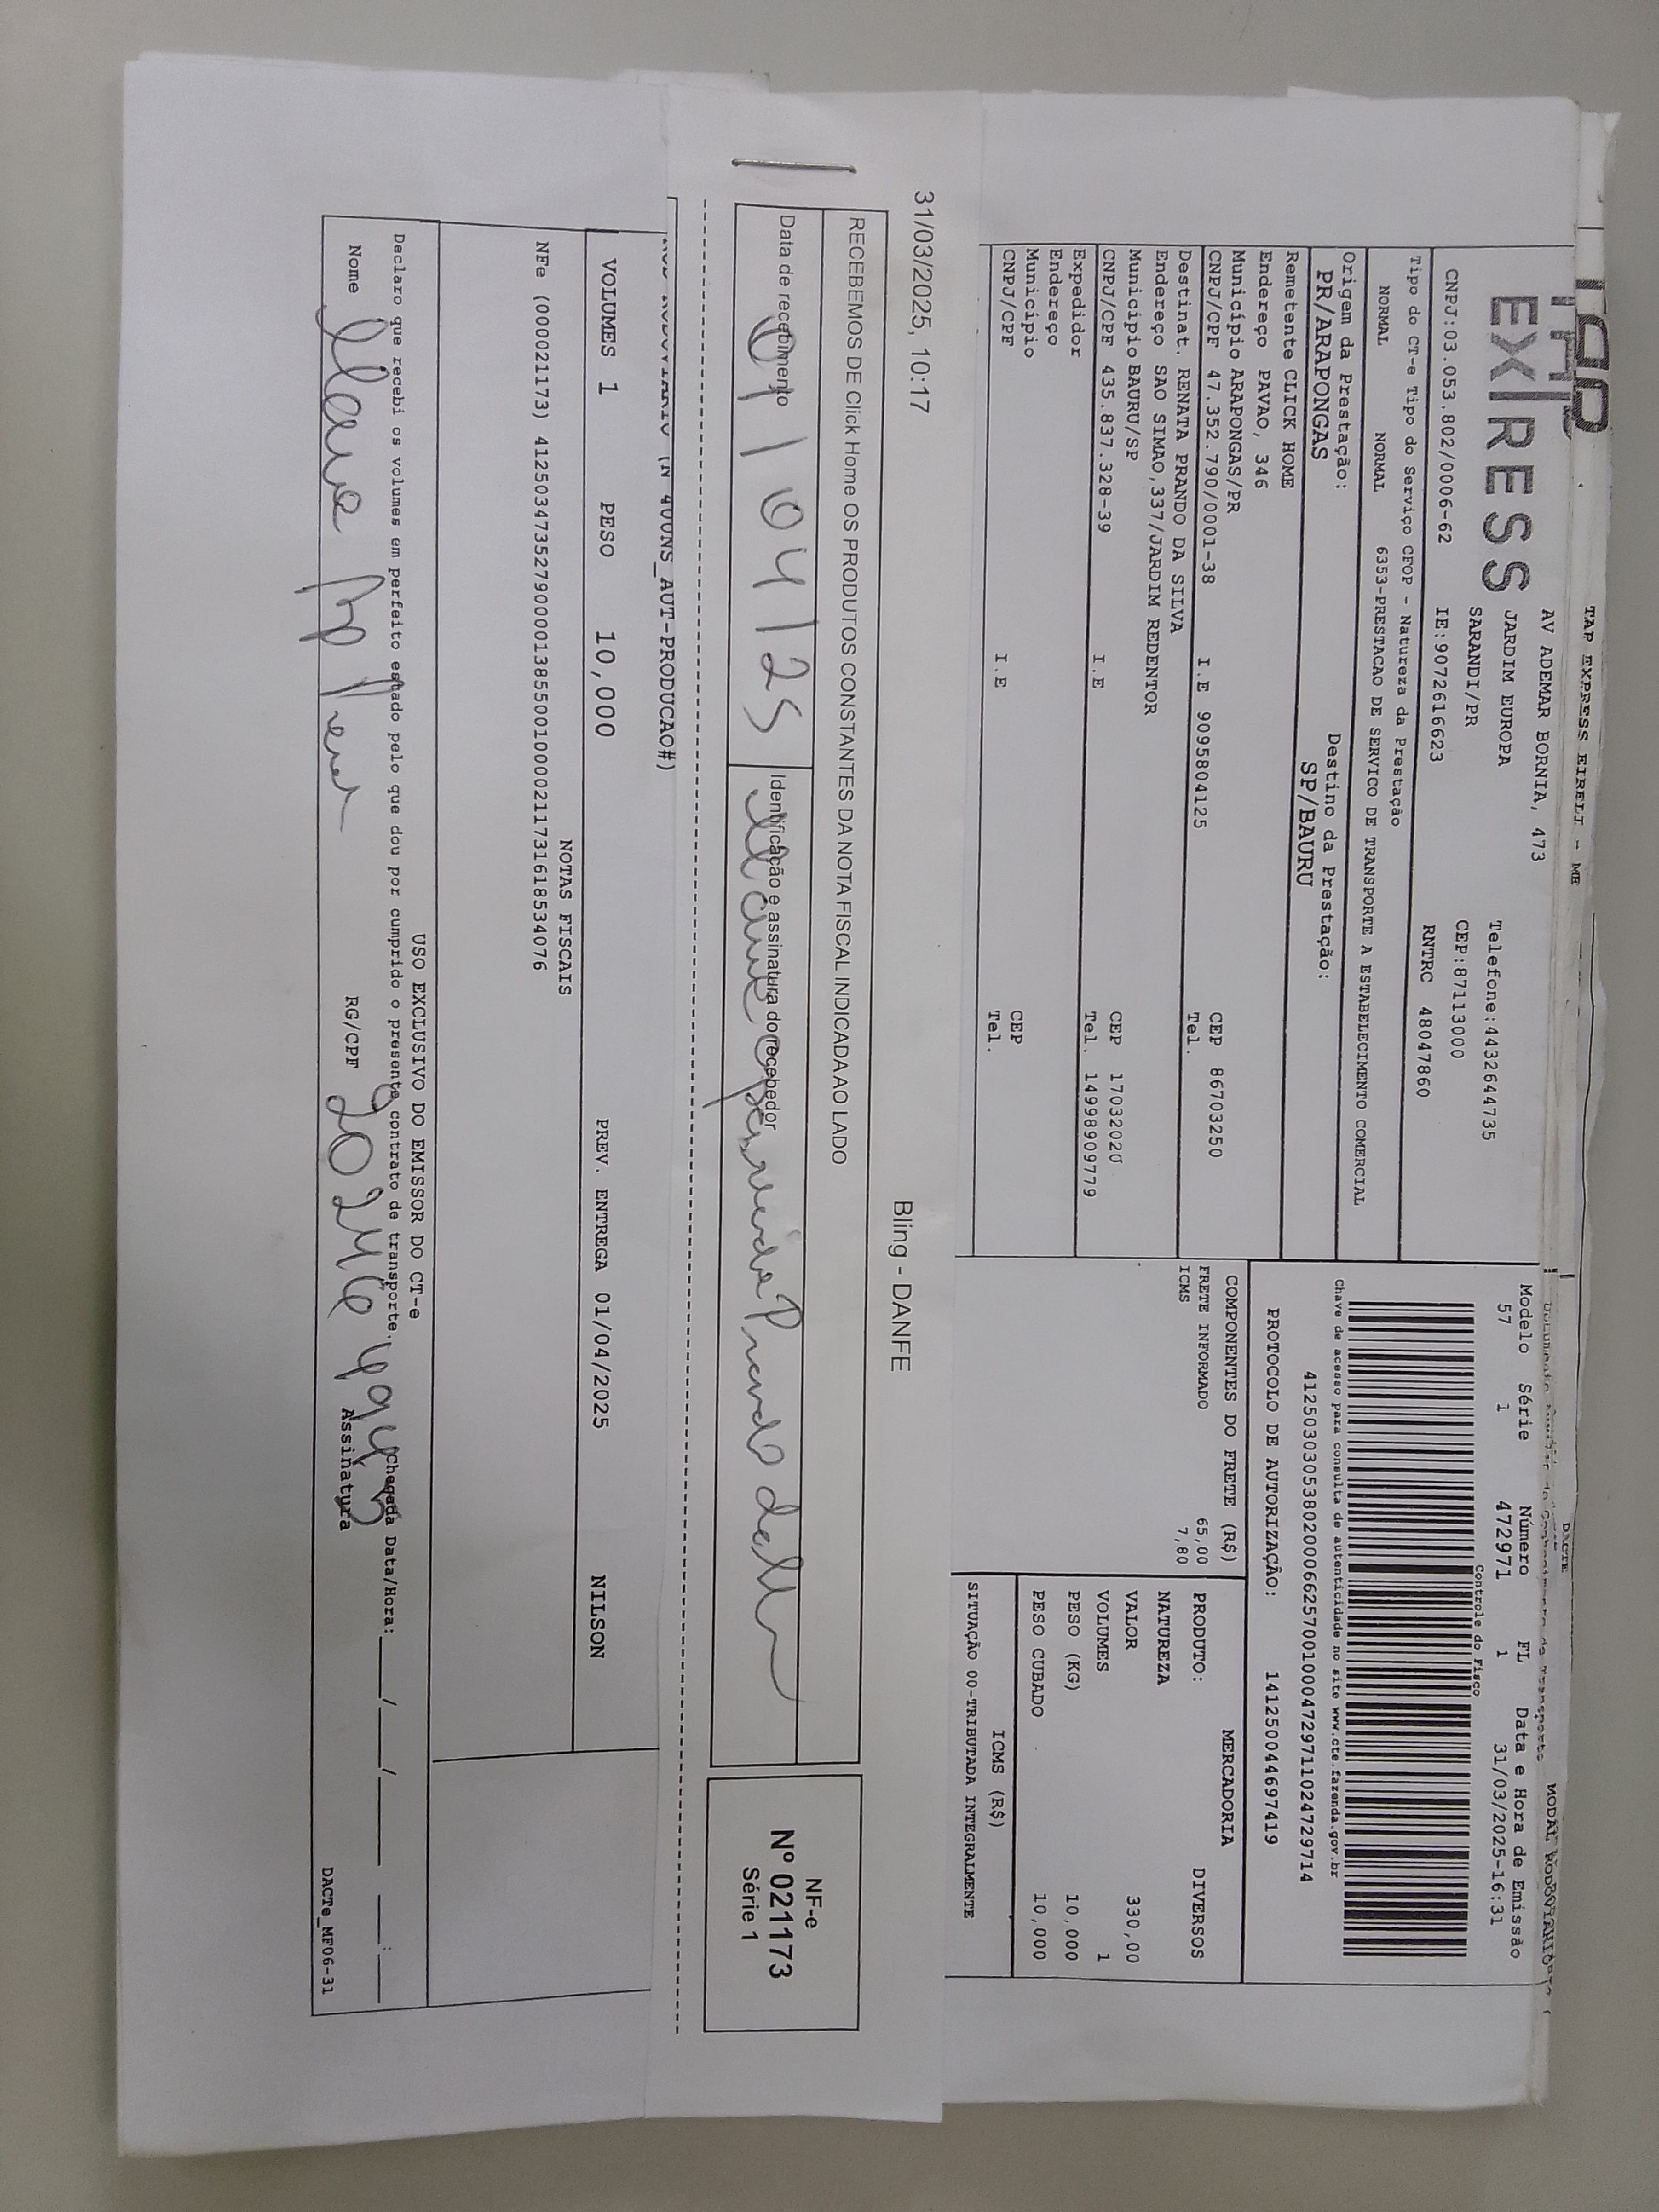 TAP EXPRESS EIRELI - ME
TAP
EXPRESS
AV ADEMAR BORNIA, 473
JARDIM EUROPA
Telefone:4432644735
SARANDI/PR
CEP:87113000
CNPJ:03.053.802/0006-62 IE:9072616623 RNTRC 48047860
Tipo do CT-e Tipo do Serviço CFOP - Natureza da Prestação
NORMAL NORMAL 6353-PRESTACAO DE SERVICO DE TRANSPORTE A ESTABELECIMENTO COMERCIAL
Origem da Prestação: Destino da Prestação:
PR/ARAPONGAS SP/BAURU
Remetente CLICK HOME
Endereço PAVAO, 346
Município ARAPONGAS/PR CEP 86703250
CNPJ/CPF 47.352.790/0001-38 I.E 9095804125 Tel.
Destinat. RENATA PRANDO DA SILVA
Endereço SAO SIMAO,337/JARDIM REDENTOR
Municipio BAURU/SP CEP 17032020
CNPJ/CPF 435.837.328-39 I.E Tel. 14998909779
Expedidor
Endereço
Municipio CEP
CNPJ/CPF I.E Tel.
DACTE
MODAL RODOVIARIO
Modelo Série Número FL Data e Hora de Emissão
57 1 472971 1 31/03/2025-16:31
Controle do Fisco
Chave de acesso para consulta de autenticidade no site www.cte.fazenda.gov.br
41250303053802000662570010004729711024729714
PROTOCOLO DE AUTORIZAÇÃO: 141250044697419
COMPONENTES DO FRETE (R$)
FRETE INFORMADO 65,00
ICMS 7,80
MERCADORIA
PRODUTO: DIVERSOS
NATUREZA
VALOR 330,00
VOLUMES 1
PESO (KG) 10,000
PESO CUBADO 10,000
ICMS (R$)
SITUAÇÃO 00-TRIBUTADA INTEGRALMENTE
31/03/2025, 10:17 Bling - DANFE
RECEBEMOS DE Click Home OS PRODUTOS CONSTANTES DA NOTA FISCAL INDICADA AO LADO
Data de recebimento Identificação e assinatura do recebedor
01/04/25
NF-e
Nº 021173
Série 1
AUT-PRODUCAO#)
VOLUMES 1 PESO 10,000 PREV. ENTREGA 01/04/2025 NILSON
NOTAS FISCAIS
NFe (000021173) 41250347352790000138550010000211731618534076
USO EXCLUSIVO DO EMISSOR DO CT-e
Declaro que recebi os volumes em perfeito estado pelo que dou por cumprido o presente contrato de transporte. Chegada Data/Hora: ___/___/_____ __:__
Nome RG/CPF Assinatura
DACTe_MF06-31